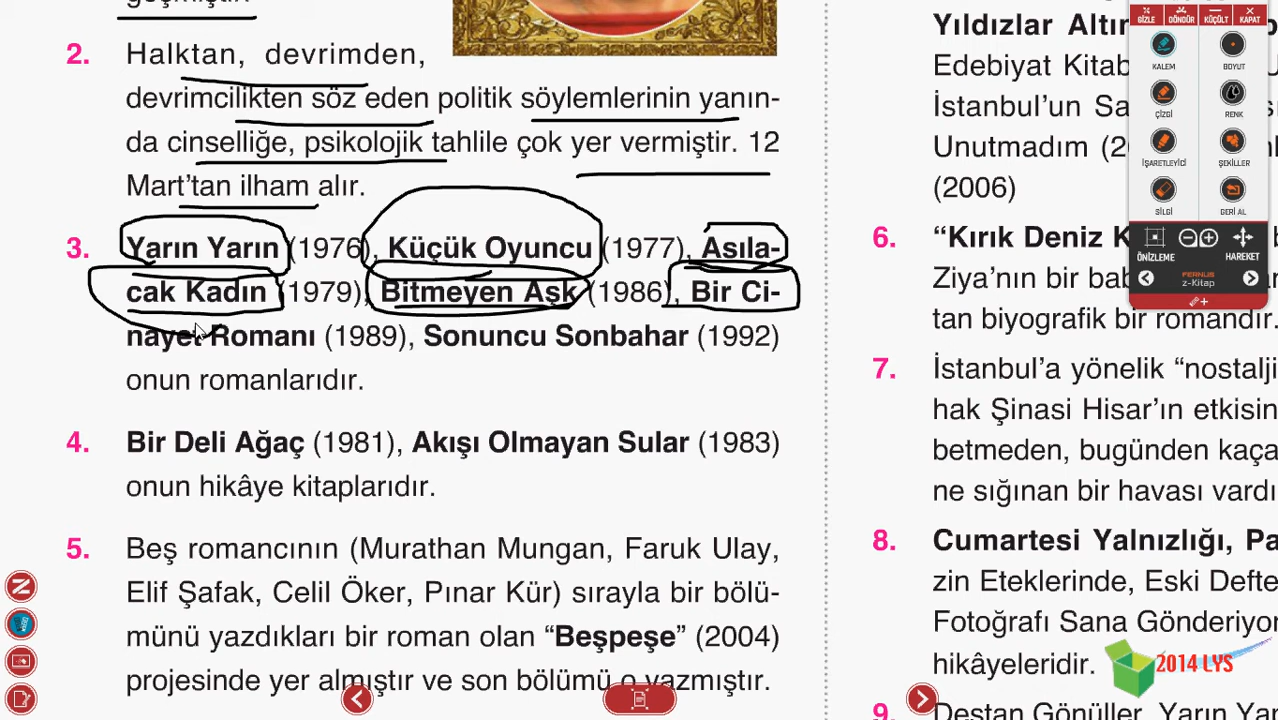 geçmiştir.
2. Halktan, devrimden,
devrimcilikten söz eden politik söylemlerinin yanın-
da cinselliğe, psikolojik tahlile çok yer vermiştir. 12
Mart’tan ilham alır.
3. Yarın Yarın (1976), Küçük Oyuncu (1977), Asıla-
cak Kadın (1979), Bitmeyen Aşk (1986), Bir Ci-
nayet Romanı (1989), Sonuncu Sonbahar (1992)
onun romanlarıdır.
4. Bir Deli Ağaç (1981), Akışı Olmayan Sular (1983)
onun hikâye kitaplarıdır.
5. Beş romancının (Murathan Mungan, Faruk Ulay,
Elif Şafak, Celil Öker, Pınar Kür) sırayla bir bölü-
münü yazdıkları bir roman olan “Beşpeşe” (2004)
projesinde yer almıştır ve son bölümü o yazmıştır.
Yıldızlar Altın
Edebiyat Kitab
İstanbul’un Sa
Unutmadım (2
(2006)
6. “Kırık Deniz K
Ziya’nın bir bab
tan biyografik bir romandır.
7. İstanbul’a yönelik “nostalji
hak Şinasi Hisar’ın etkisin
betmeden, bugünden kaça
ne sığınan bir havası vardı
8. Cumartesi Yalnızlığı, Pa
zin Eteklerinde, Eski Defte
Fotoğrafı Sana Gönderiyor
hikâyeleridir.
9. Destan Gönüller, Yarın Yar
GİZLE DÖNDÜR KÜÇÜLT KAPAT
KALEM BOYUT
ÇİZGİ RENK
İŞARETLEYİCİ ŞEKİLLER
SİLGİ GERİ AL
ÖNİZLEME HAREKET
FERNUS
z-Kitap
2014 LYS